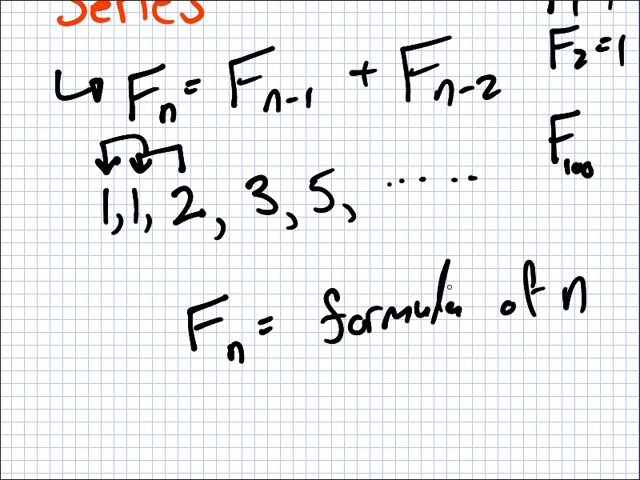 Series
F₂ = 1
↳ Fₙ = Fₙ₋₁ + Fₙ₋₂
F₁₀₀
1, 1, 2, 3, 5, ......
Fₙ = formula of n